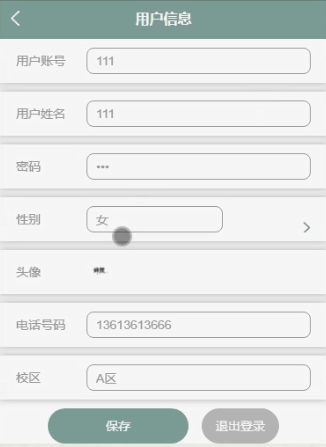 用户信息
用户账号 111
用户姓名 111
密码 •••
性别 女
头像
电话号码 13613613666
校区 A区
保存 退出登录